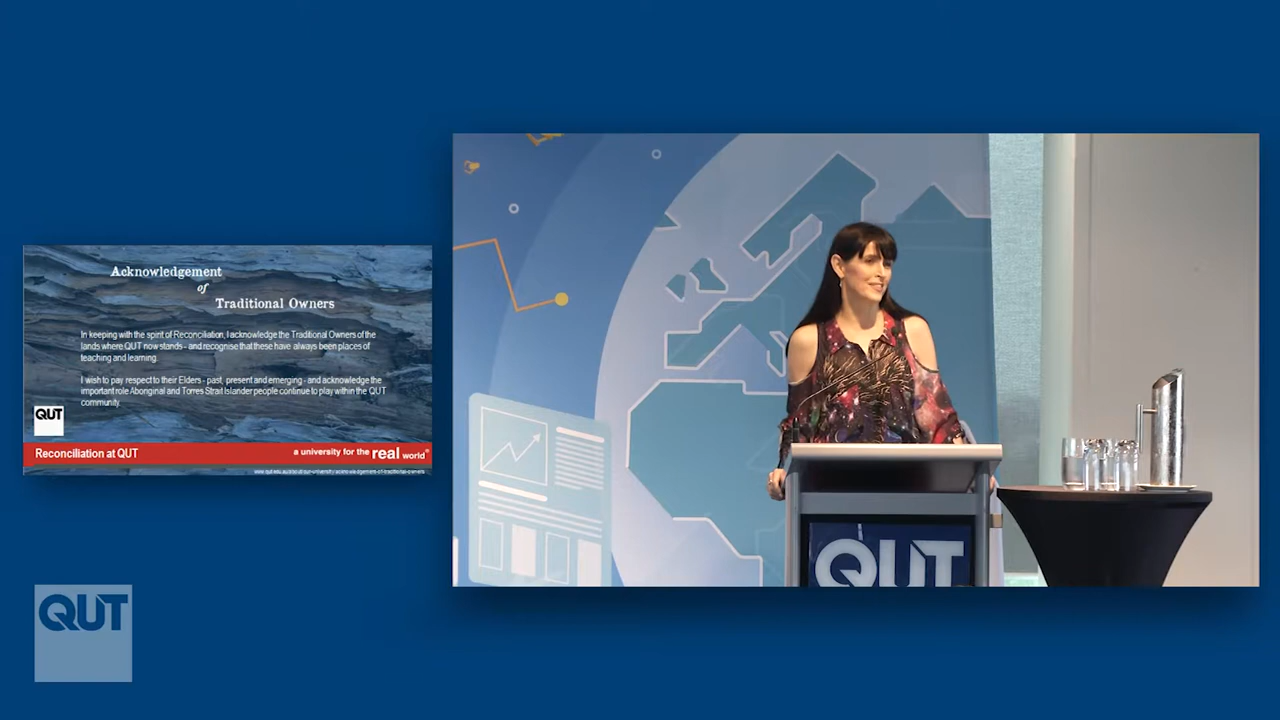 Acknowledgement
of
Traditional Owners
In keeping with the spirit of Reconciliation, I acknowledge the Traditional Owners of the
lands where QUT now stands - and recognise that these have always been places of
teaching and learning.
I wish to pay respect to their Elders - past, present and emerging - and acknowledge the
important role Aboriginal and Torres Strait Islander people continue to play within the QUT
community.
QUT
Reconciliation at QUT
a university for the real world
QUT
QUT